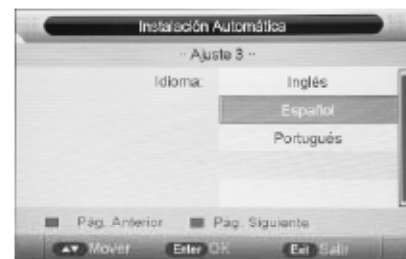 Instalación Automática
·· Ajuste 3 ··
Idioma: Inglés
Español
Portugués
Pág. Anterior Pág. Siguiente
▲▼ Mover Enter OK Exit Salir